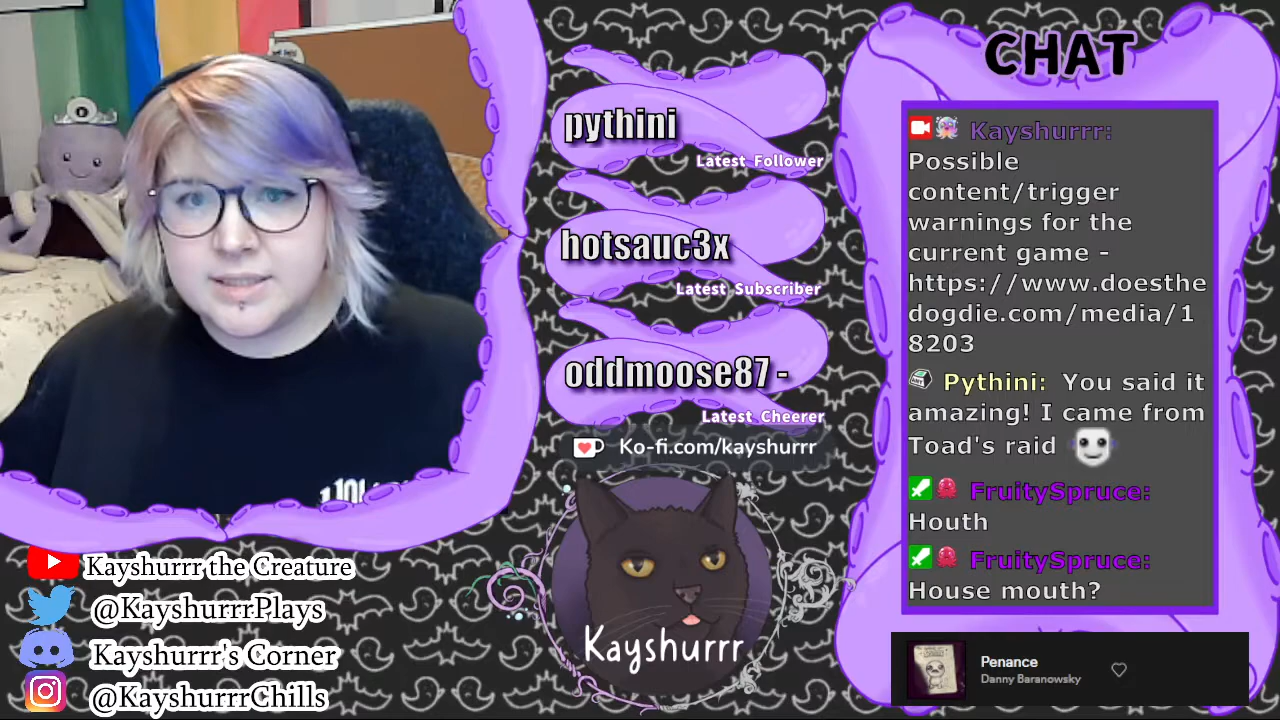 pythini
Latest Follower
hotsauc3x
Latest Subscriber
oddmoose87 -
Latest Cheerer
Ko-fi.com/kayshurrr
Kayshurrr
Kayshurrr the Creature
@KayshurrrPlays
Kayshurrr's Corner
@KayshurrrChills
CHAT
Kayshurrr:
Possible
content/trigger
warnings for the
current game -
https://www.doesthe
dogdie.com/media/1
8203
Pythini: You said it
amazing! I came from
Toad's raid
FruitySpruce:
Houth
FruitySpruce:
House mouth?
Penance
Danny Baranowsky